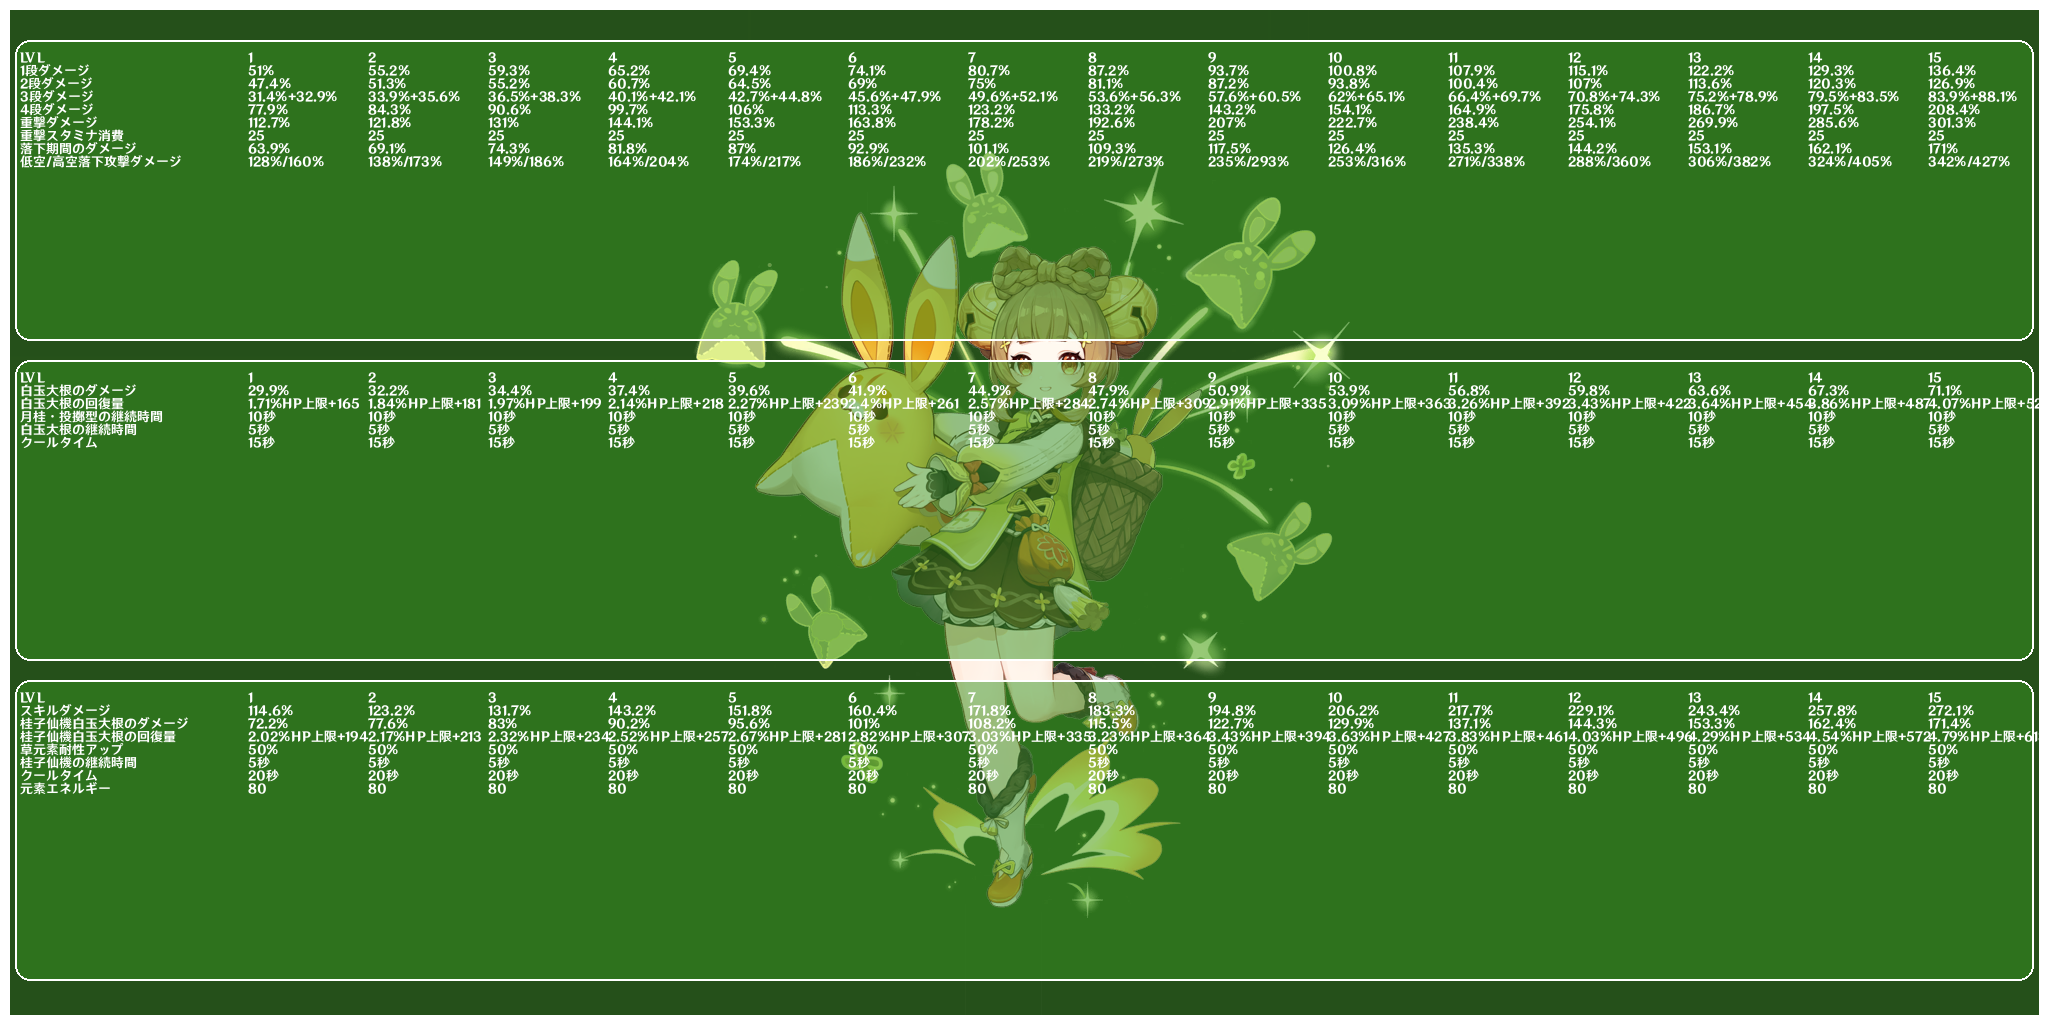 LVL 1 2 3 4 5 6 7 8 9 10 11 12 13 14 15
1段ダメージ 51% 55.2% 59.3% 65.2% 69.4% 74.1% 80.7% 87.2% 93.7% 100.8% 107.9% 115.1% 122.2% 129.3% 136.4%
2段ダメージ 47.4% 51.3% 55.2% 60.7% 64.5% 69% 75% 81.1% 87.2% 93.8% 100.4% 107% 113.6% 120.3% 126.9%
3段ダメージ 31.4%+32.9% 33.9%+35.6% 36.5%+38.3% 40.1%+42.1% 42.7%+44.8% 45.6%+47.9% 49.6%+52.1% 53.6%+56.3% 57.6%+60.5% 62%+65.1% 66.4%+69.7% 70.8%+74.3% 75.2%+78.9% 79.5%+83.5% 83.9%+88.1%
4段ダメージ 77.9% 84.3% 90.6% 99.7% 106% 113.3% 123.2% 133.2% 143.2% 154.1% 164.9% 175.8% 186.7% 197.5% 208.4%
重撃ダメージ 112.7% 121.8% 131% 144.1% 153.3% 163.8% 178.2% 192.6% 207% 222.7% 238.4% 254.1% 269.9% 285.6% 301.3%
重撃スタミナ消費 25 25 25 25 25 25 25 25 25 25 25 25 25 25 25
落下期間のダメージ 63.9% 69.1% 74.3% 81.8% 87% 92.9% 101.1% 109.3% 117.5% 126.4% 135.3% 144.2% 153.1% 162.1% 171%
低空/高空落下攻撃ダメージ 128%/160% 138%/173% 149%/186% 164%/204% 174%/217% 186%/232% 202%/253% 219%/273% 235%/293% 253%/316% 271%/338% 288%/360% 306%/382% 324%/405% 342%/427%
LVL 1 2 3 4 5 6 7 8 9 10 11 12 13 14 15
白玉大根のダメージ 29.9% 32.2% 34.4% 37.4% 39.6% 41.9% 44.9% 47.9% 50.9% 53.9% 56.8% 59.8% 63.6% 67.3% 71.1%
白玉大根の回復量 1.71%HP上限+165 1.84%HP上限+181 1.97%HP上限+199 2.14%HP上限+218 2.27%HP上限+239 2.4%HP上限+261 2.57%HP上限+284 2.74%HP上限+309 2.91%HP上限+335 3.09%HP上限+363 3.26%HP上限+392 3.43%HP上限+422 3.64%HP上限+454 3.86%HP上限+487 4.07%HP上限+52
月桂・投擲型の継続時間 10秒 10秒 10秒 10秒 10秒 10秒 10秒 10秒 10秒 10秒 10秒 10秒 10秒 10秒 10秒
白玉大根の継続時間 5秒 5秒 5秒 5秒 5秒 5秒 5秒 5秒 5秒 5秒 5秒 5秒 5秒 5秒 5秒
クールタイム 15秒 15秒 15秒 15秒 15秒 15秒 15秒 15秒 15秒 15秒 15秒 15秒 15秒 15秒 15秒
LVL 1 2 3 4 5 6 7 8 9 10 11 12 13 14 15
スキルダメージ 114.6% 123.2% 131.7% 143.2% 151.8% 160.4% 171.8% 183.3% 194.8% 206.2% 217.7% 229.1% 243.4% 257.8% 272.1%
桂子仙機白玉大根のダメージ 72.2% 77.6% 83% 90.2% 95.6% 101% 108.2% 115.5% 122.7% 129.9% 137.1% 144.3% 153.3% 162.4% 171.4%
桂子仙機白玉大根の回復量 2.02%HP上限+194 2.17%HP上限+213 2.32%HP上限+234 2.52%HP上限+257 2.67%HP上限+281 2.82%HP上限+307 3.03%HP上限+335 3.23%HP上限+364 3.43%HP上限+394 3.63%HP上限+427 3.83%HP上限+461 4.03%HP上限+496 4.29%HP上限+534 4.54%HP上限+572 4.79%HP上限+61
草元素耐性アップ 50% 50% 50% 50% 50% 50% 50% 50% 50% 50% 50% 50% 50% 50% 50%
桂子仙機の継続時間 5秒 5秒 5秒 5秒 5秒 5秒 5秒 5秒 5秒 5秒 5秒 5秒 5秒 5秒 5秒
クールタイム 20秒 20秒 20秒 20秒 20秒 20秒 20秒 20秒 20秒 20秒 20秒 20秒 20秒 20秒 20秒
元素エネルギー 80 80 80 80 80 80 80 80 80 80 80 80 80 80 80